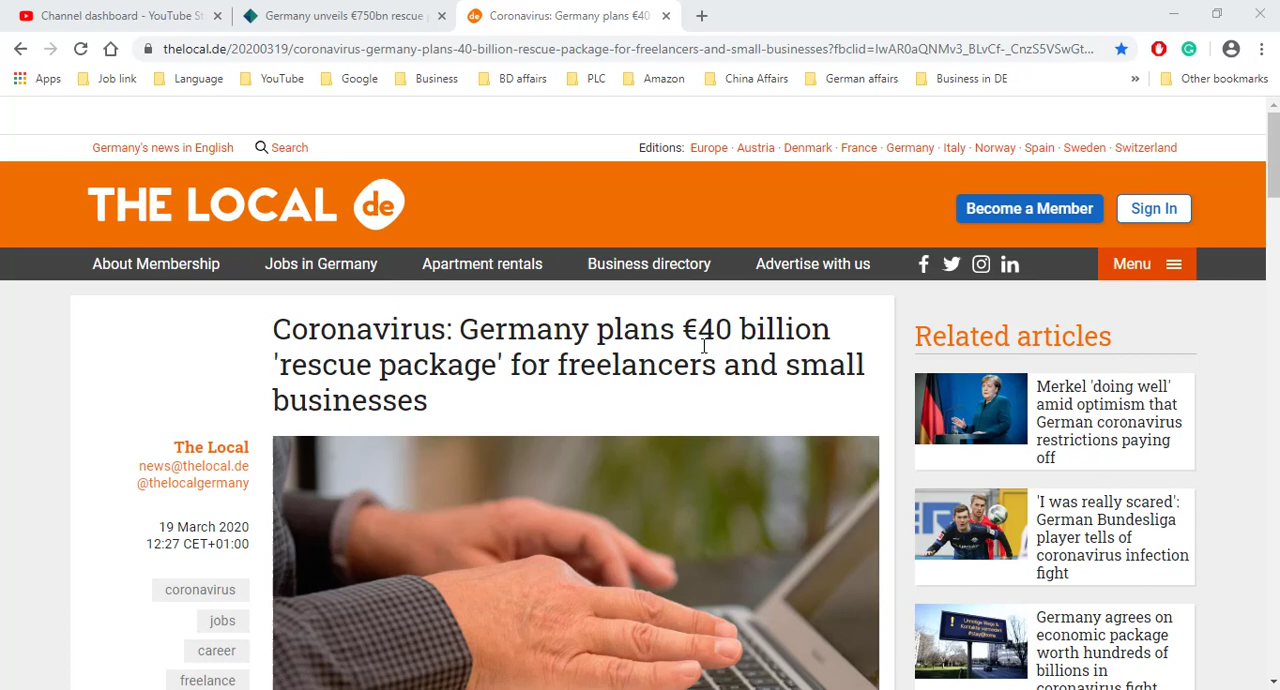 Channel dashboard - YouTube St
Germany unveils €750bn rescue
Coronavirus: Germany plans €40
thelocal.de/20200319/coronavirus-germany-plans-40-billion-rescue-package-for-freelancers-and-small-businesses?fbclid=IwAR0aQNMv3_BLvCf-_CnzS5VSwGt...
Apps Job link Language YouTube Google Business BD affairs PLC Amazon China Affairs German affairs Business in DE » Other bookmarks
Germany's news in English Search Editions: Europe · Austria · Denmark · France · Germany · Italy · Norway · Spain · Sweden · Switzerland
THE LOCAL de
Become a Member Sign In
About Membership Jobs in Germany Apartment rentals Business directory Advertise with us Menu
Coronavirus: Germany plans €40 billion
'rescue package' for freelancers and small
businesses
The Local
news@thelocal.de
@thelocalgermany
19 March 2020
12:27 CET+01:00
coronavirus
jobs
career
freelance
Related articles
Merkel 'doing well'
amid optimism that
German coronavirus
restrictions paying
off
'I was really scared':
German Bundesliga
player tells of
coronavirus infection
fight
Germany agrees on
economic package
worth hundreds of
billions in
coronavirus fight